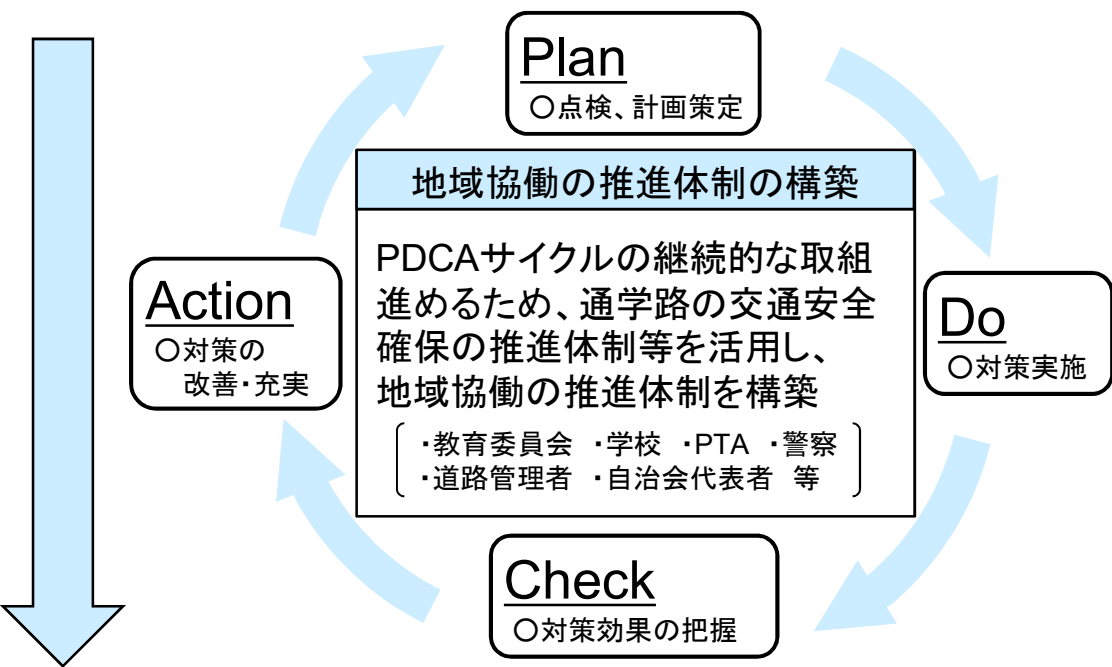 Plan
○点検、計画策定
地域協働の推進体制の構築
PDCAサイクルの継続的な取組
進めるため、通学路の交通安全
確保の推進体制等を活用し、
地域協働の推進体制を構築
・教育委員会 ・学校 ・PTA ・警察
・道路管理者 ・自治会代表者 等
Do
○対策実施
Check
○対策効果の把握
Action
○対策の
改善・充実